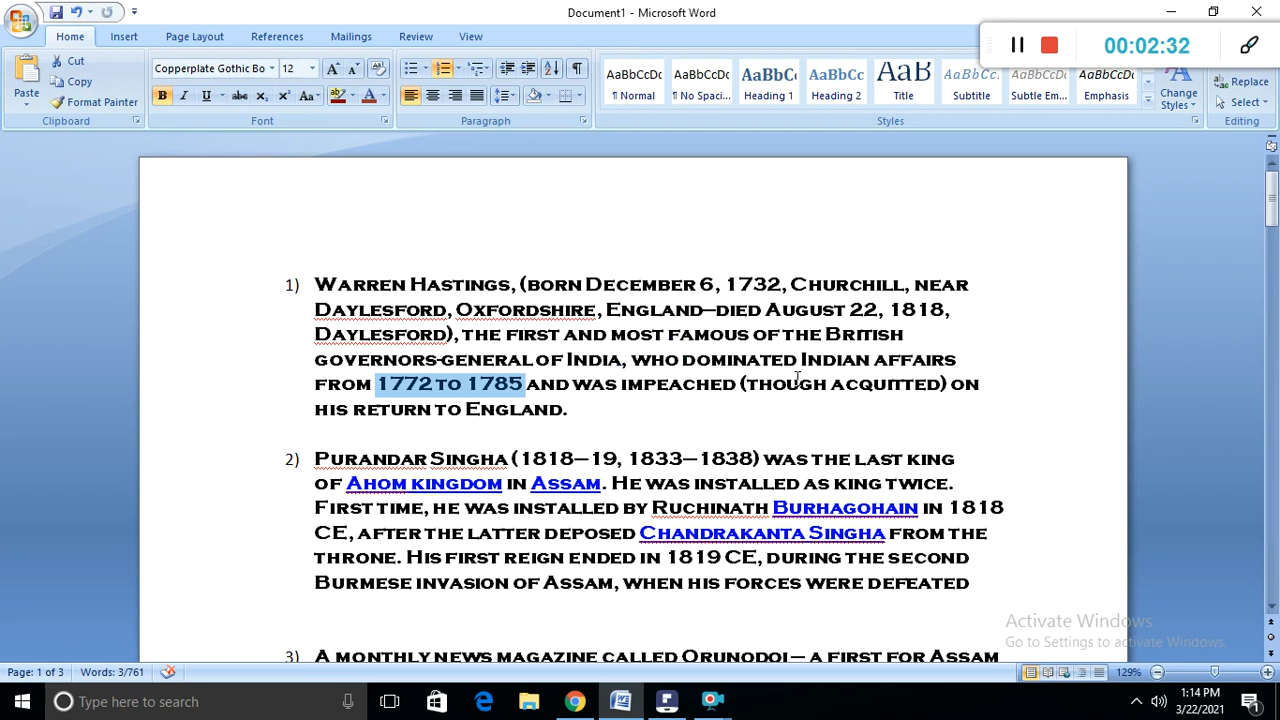 Document1 - Microsoft Word
Home Insert Page Layout References Mailings Review View
00:02:32
Paste Cut Copy Format Painter
Copperplate Gothic Bo 12
AaBbCcDc AaBbCcDc AaBbCc AaBbCc AaB AaBbCc AaBbCcDc AaBbCcDc
¶ Normal ¶ No Spaci... Heading 1 Heading 2 Title Subtitle Subtle Em... Emphasis
Change Styles
Replace
Select
Clipboard Font Paragraph Styles Editing
1) Warren Hastings, (born December 6, 1732, Churchill, near
Daylesford, Oxfordshire, England—died August 22, 1818,
Daylesford), the first and most famous of the British
governors-general of India, who dominated Indian affairs
from 1772 to 1785 and was impeached (though acquitted) on
his return to England.
2) Purandar Singha (1818–19, 1833–1838) was the last king
of Ahom kingdom in Assam. He was installed as king twice.
First time, he was installed by Ruchinath Burhagohain in 1818
CE, after the latter deposed Chandrakanta Singha from the
throne. His first reign ended in 1819 CE, during the second
Burmese invasion of Assam, when his forces were defeated
3) A monthly news magazine called Orunodoi – a first for Assam
Activate Windows
Go to Settings to activate Windows.
Page: 1 of 3 Words: 3/761 129%
Type here to search
1:14 PM
3/22/2021